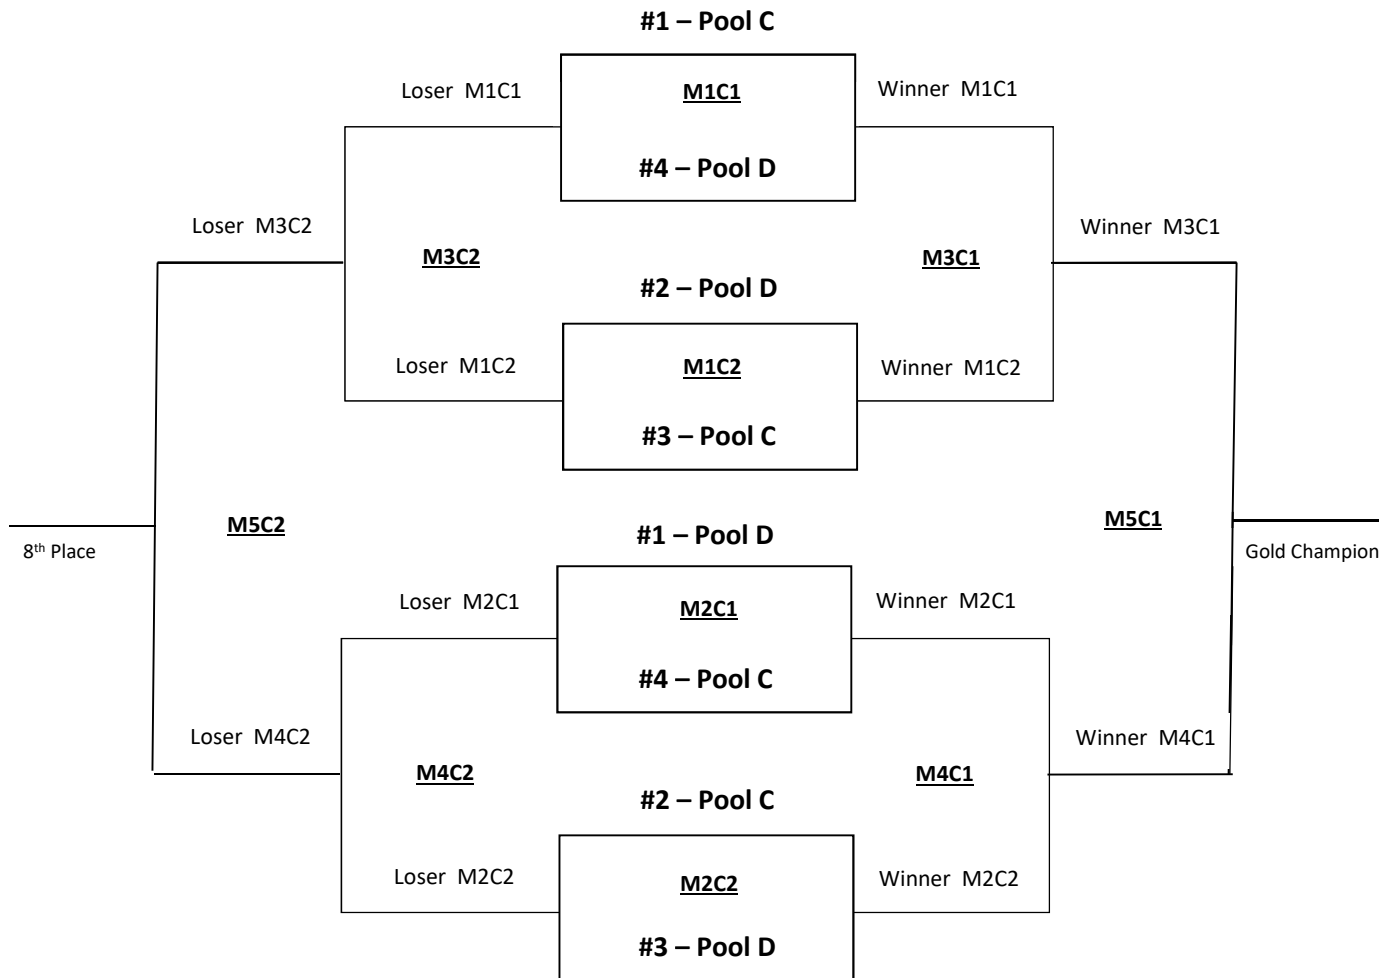 #1 – Pool C
Loser M1C1
M1C1
Winner M1C1
#4 – Pool D
Loser M3C2
Winner M3C1
M3C2
M3C1
#2 – Pool D
Loser M1C2
M1C2
Winner M1C2
#3 – Pool C
M5C2
M5C1
#1 – Pool D
8th Place
Gold Champion
Loser M2C1
M2C1
Winner M2C1
#4 – Pool C
Loser M4C2
Winner M4C1
M4C2
M4C1
#2 – Pool C
Loser M2C2
M2C2
Winner M2C2
#3 – Pool D